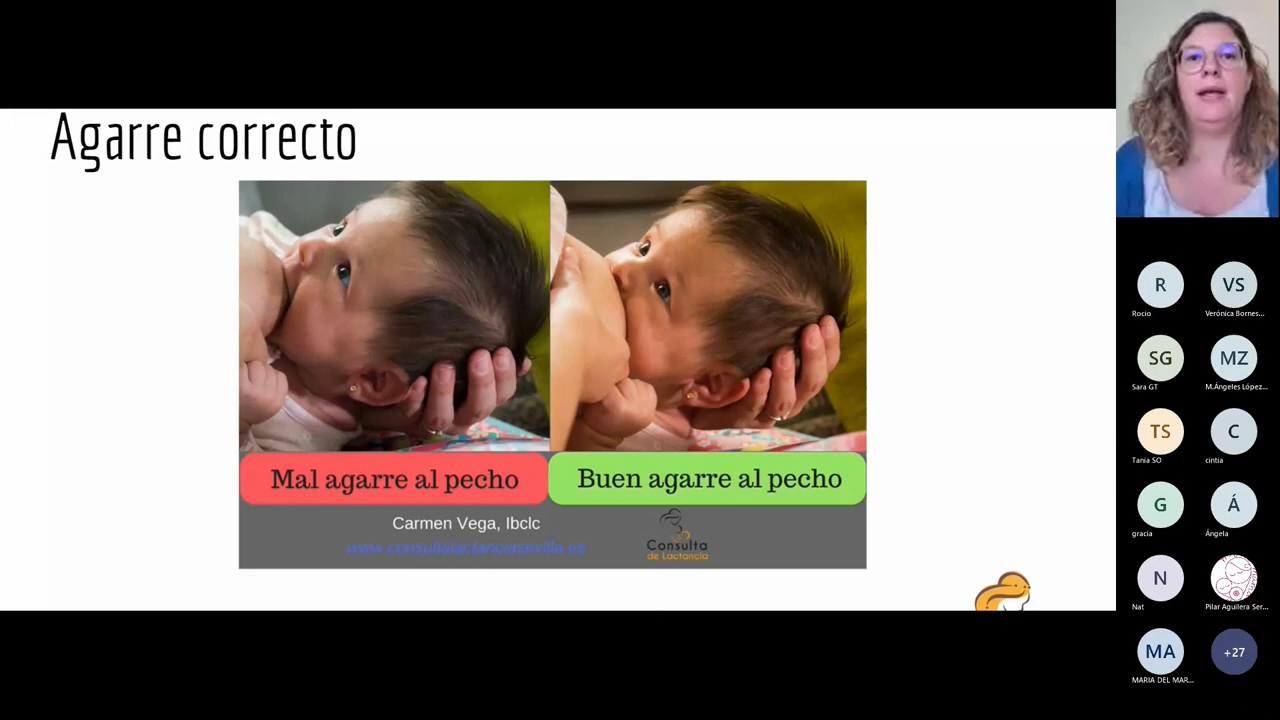 Agarre correcto
Mal agarre al pecho
Buen agarre al pecho
Carmen Vega, Ibclc
www.consultalactanciasevilla.es
Consulta
de Lactancia
R
VS
Rocio
Verónica Bornes...
SG
MZ
Sara GT
M.Ángeles López...
TS
C
Tania SO
cintia
G
Á
gracia
Ángela
N
Nat
Pilar Aguilera Ser...
MA
+27
MARIA DEL MAR...